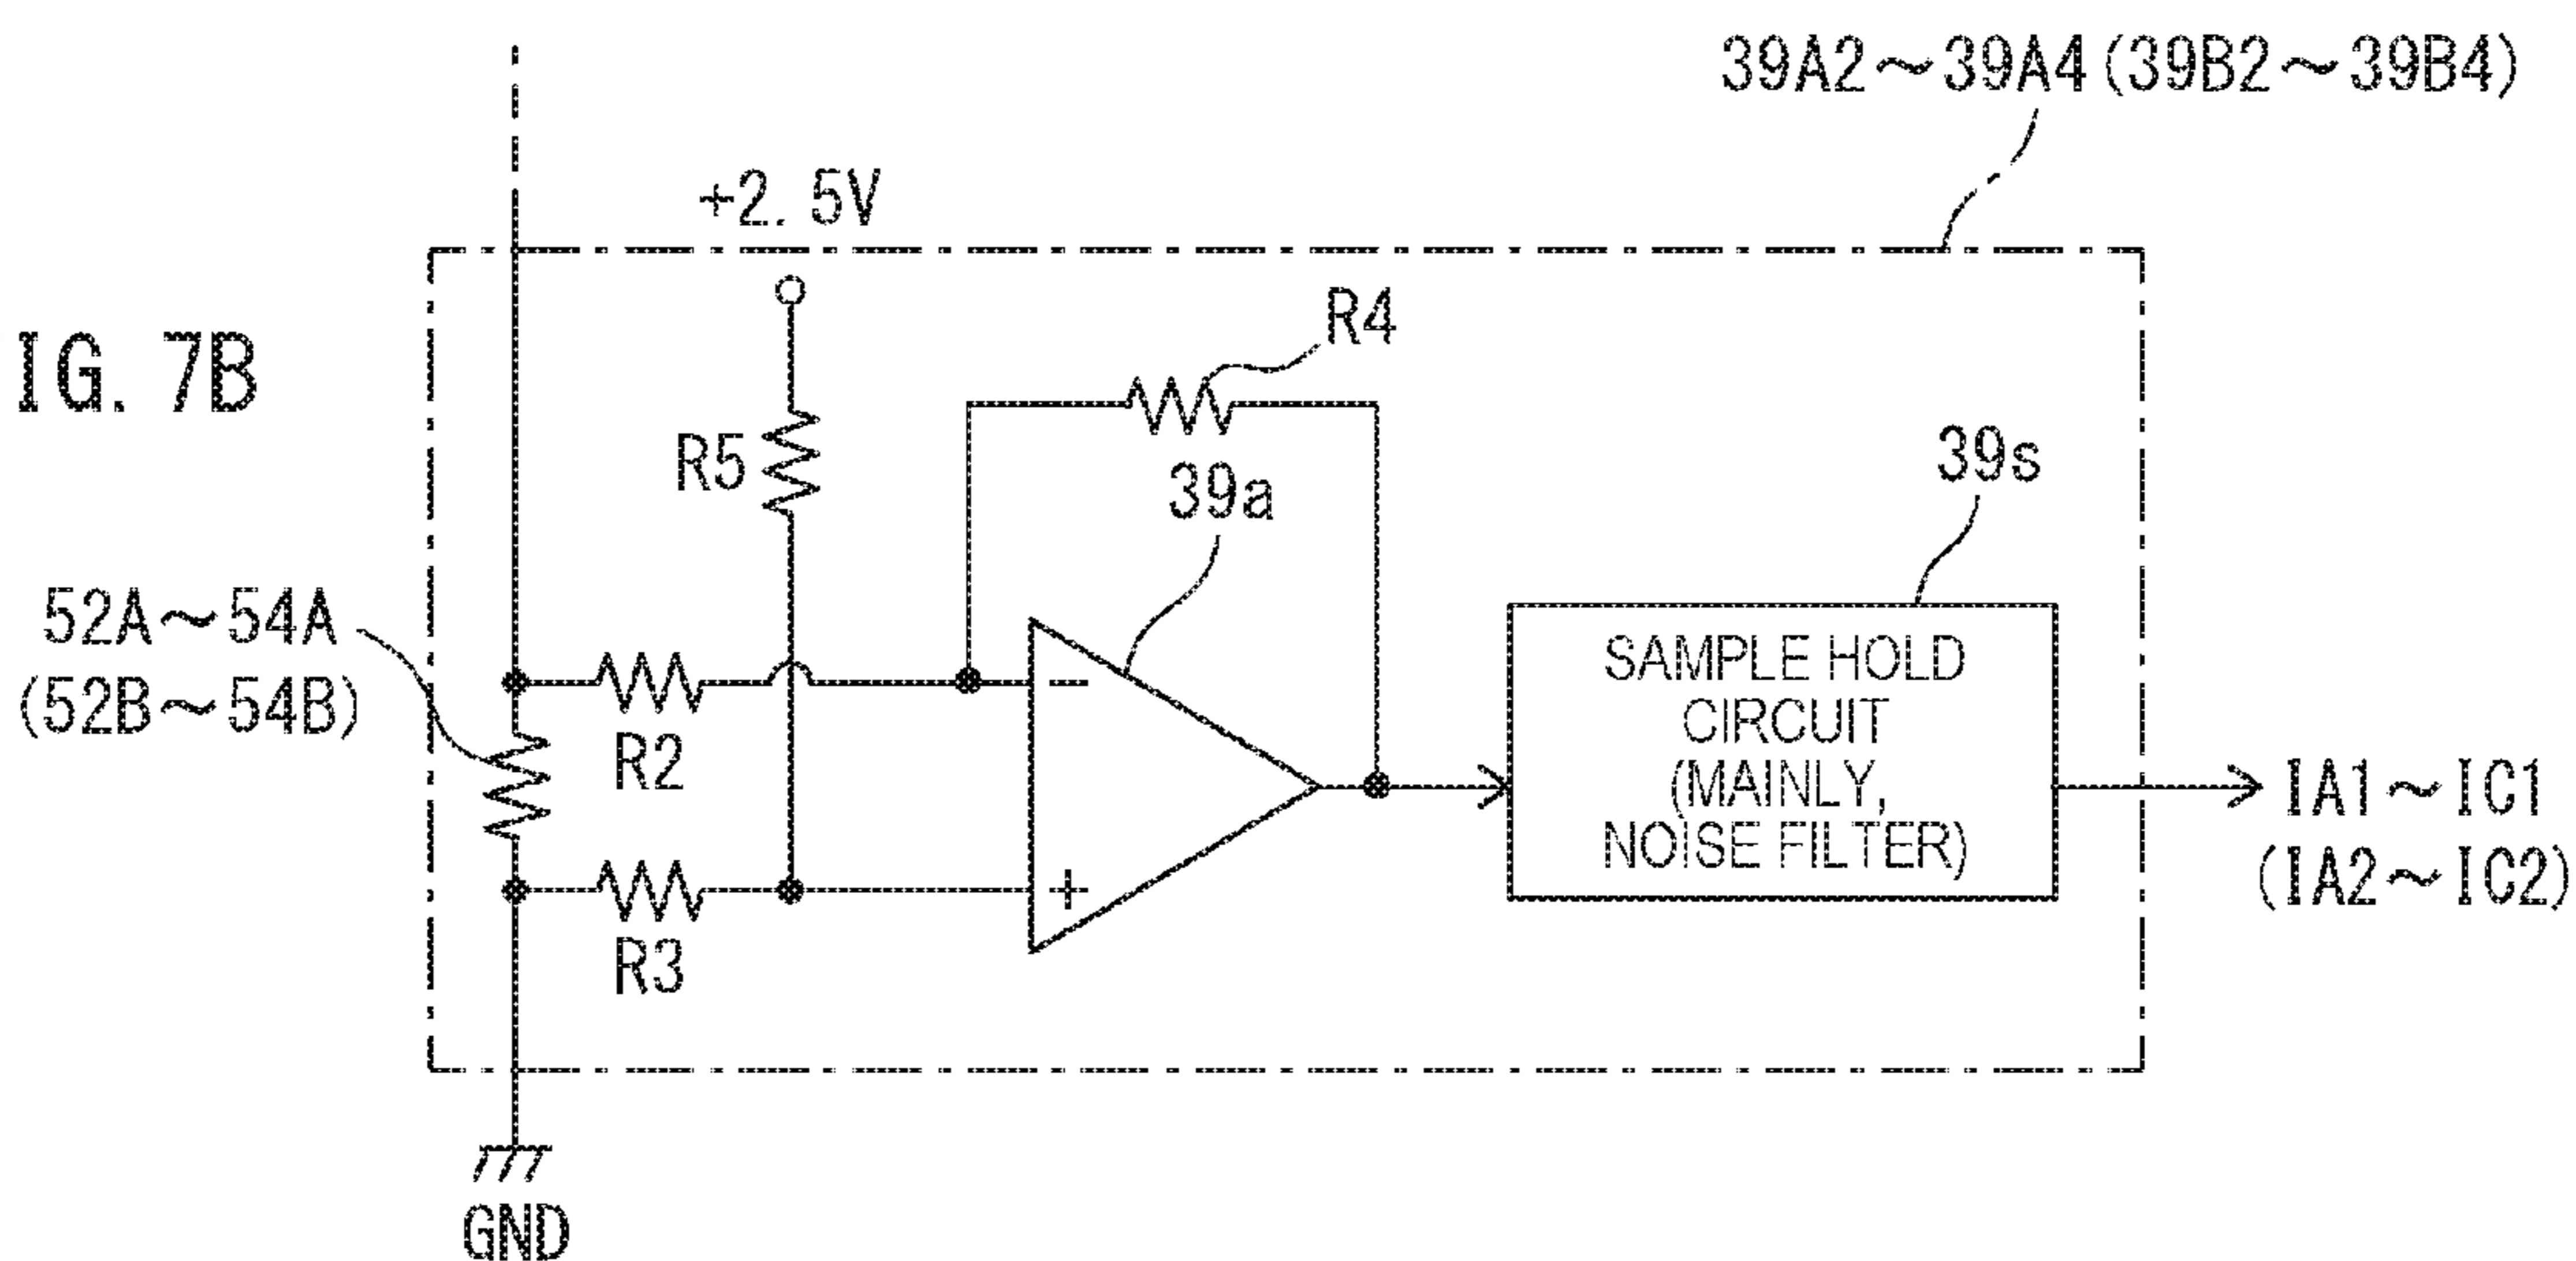 39A2～39A4 (39B2～39B4)
+2. 5V
IG. 7B
R4
R5
39a
39s
52A～54A
(52B～54B)
R2
R3
−
+
SAMPLE HOLD
CIRCUIT
(MAINLY,
NOISE FILTER)
IA1～IC1
(IA2～IC2)
GND